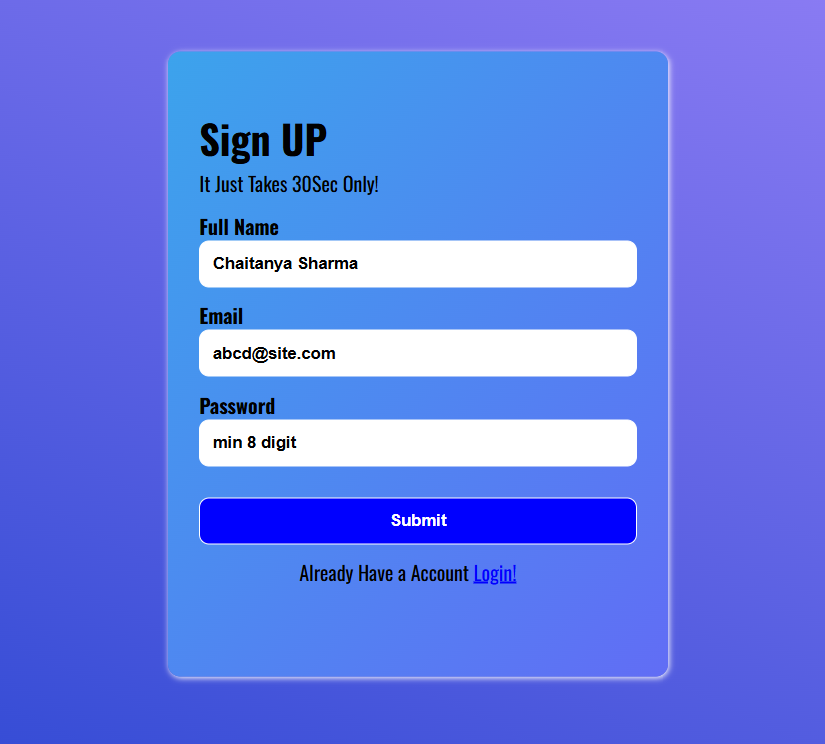 Sign UP
It Just Takes 30Sec Only!
Full Name
Chaitanya Sharma
Email
abcd@site.com
Password
min 8 digit
Submit
Already Have a Account Login!